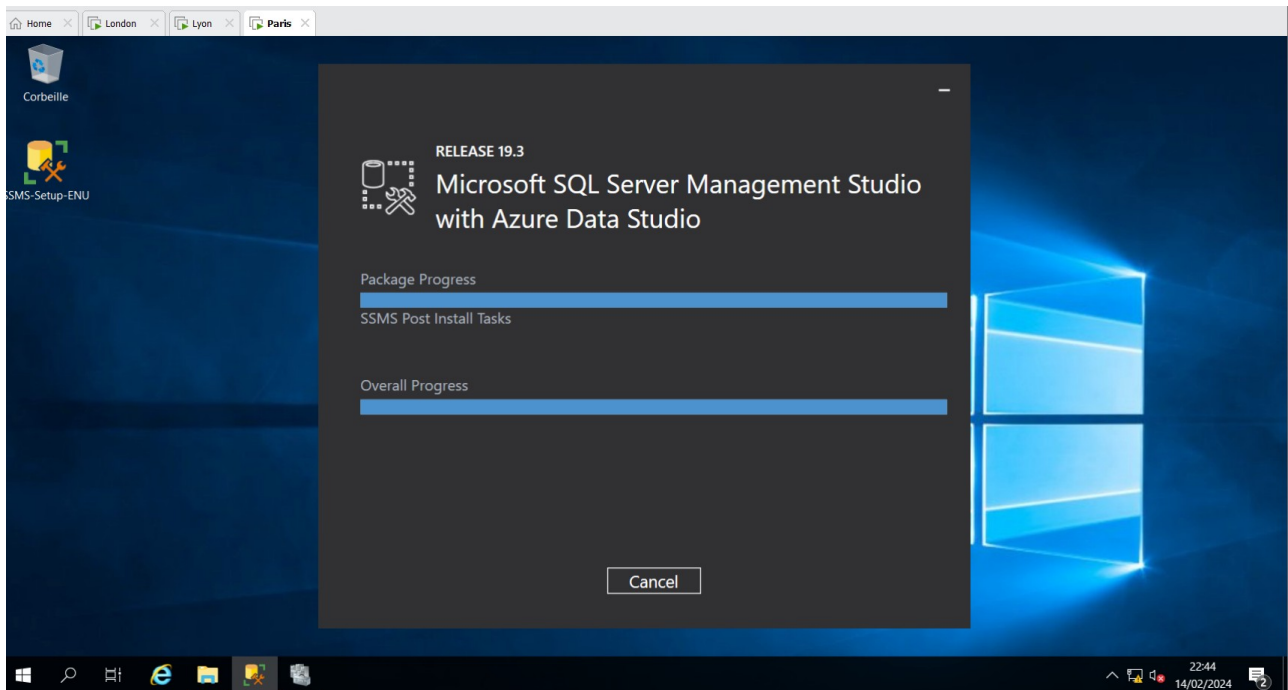 Home London Lyon Paris
Corbeille
SSMS-Setup-ENU
RELEASE 19.3
Microsoft SQL Server Management Studio
with Azure Data Studio
Package Progress
SSMS Post Install Tasks
Overall Progress
Cancel
22:44
14/02/2024
2